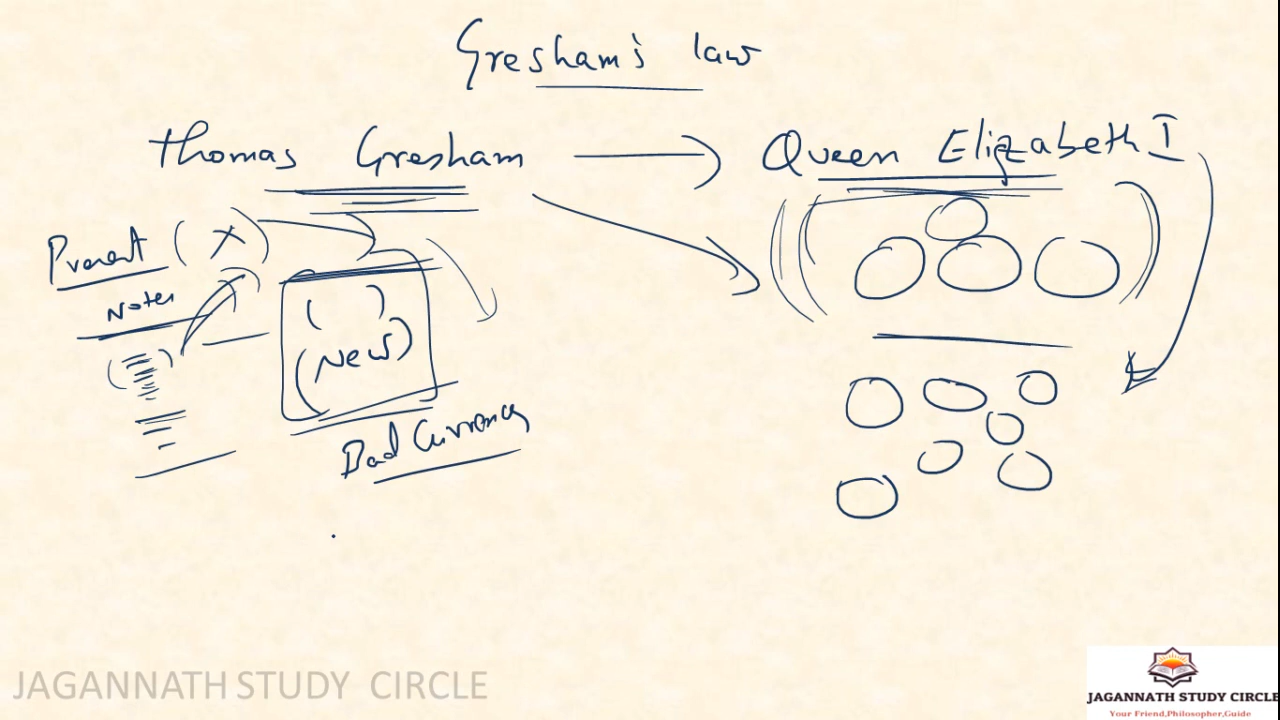 Gresham's law
Thomas Gresham → Queen Elizabeth I
Present (X)
Notes
( )
(New)
Bad Currency
JAGANNATH STUDY CIRCLE
JAGANNATH STUDY CIRCLE
Your Friend,Philosopher,Guide